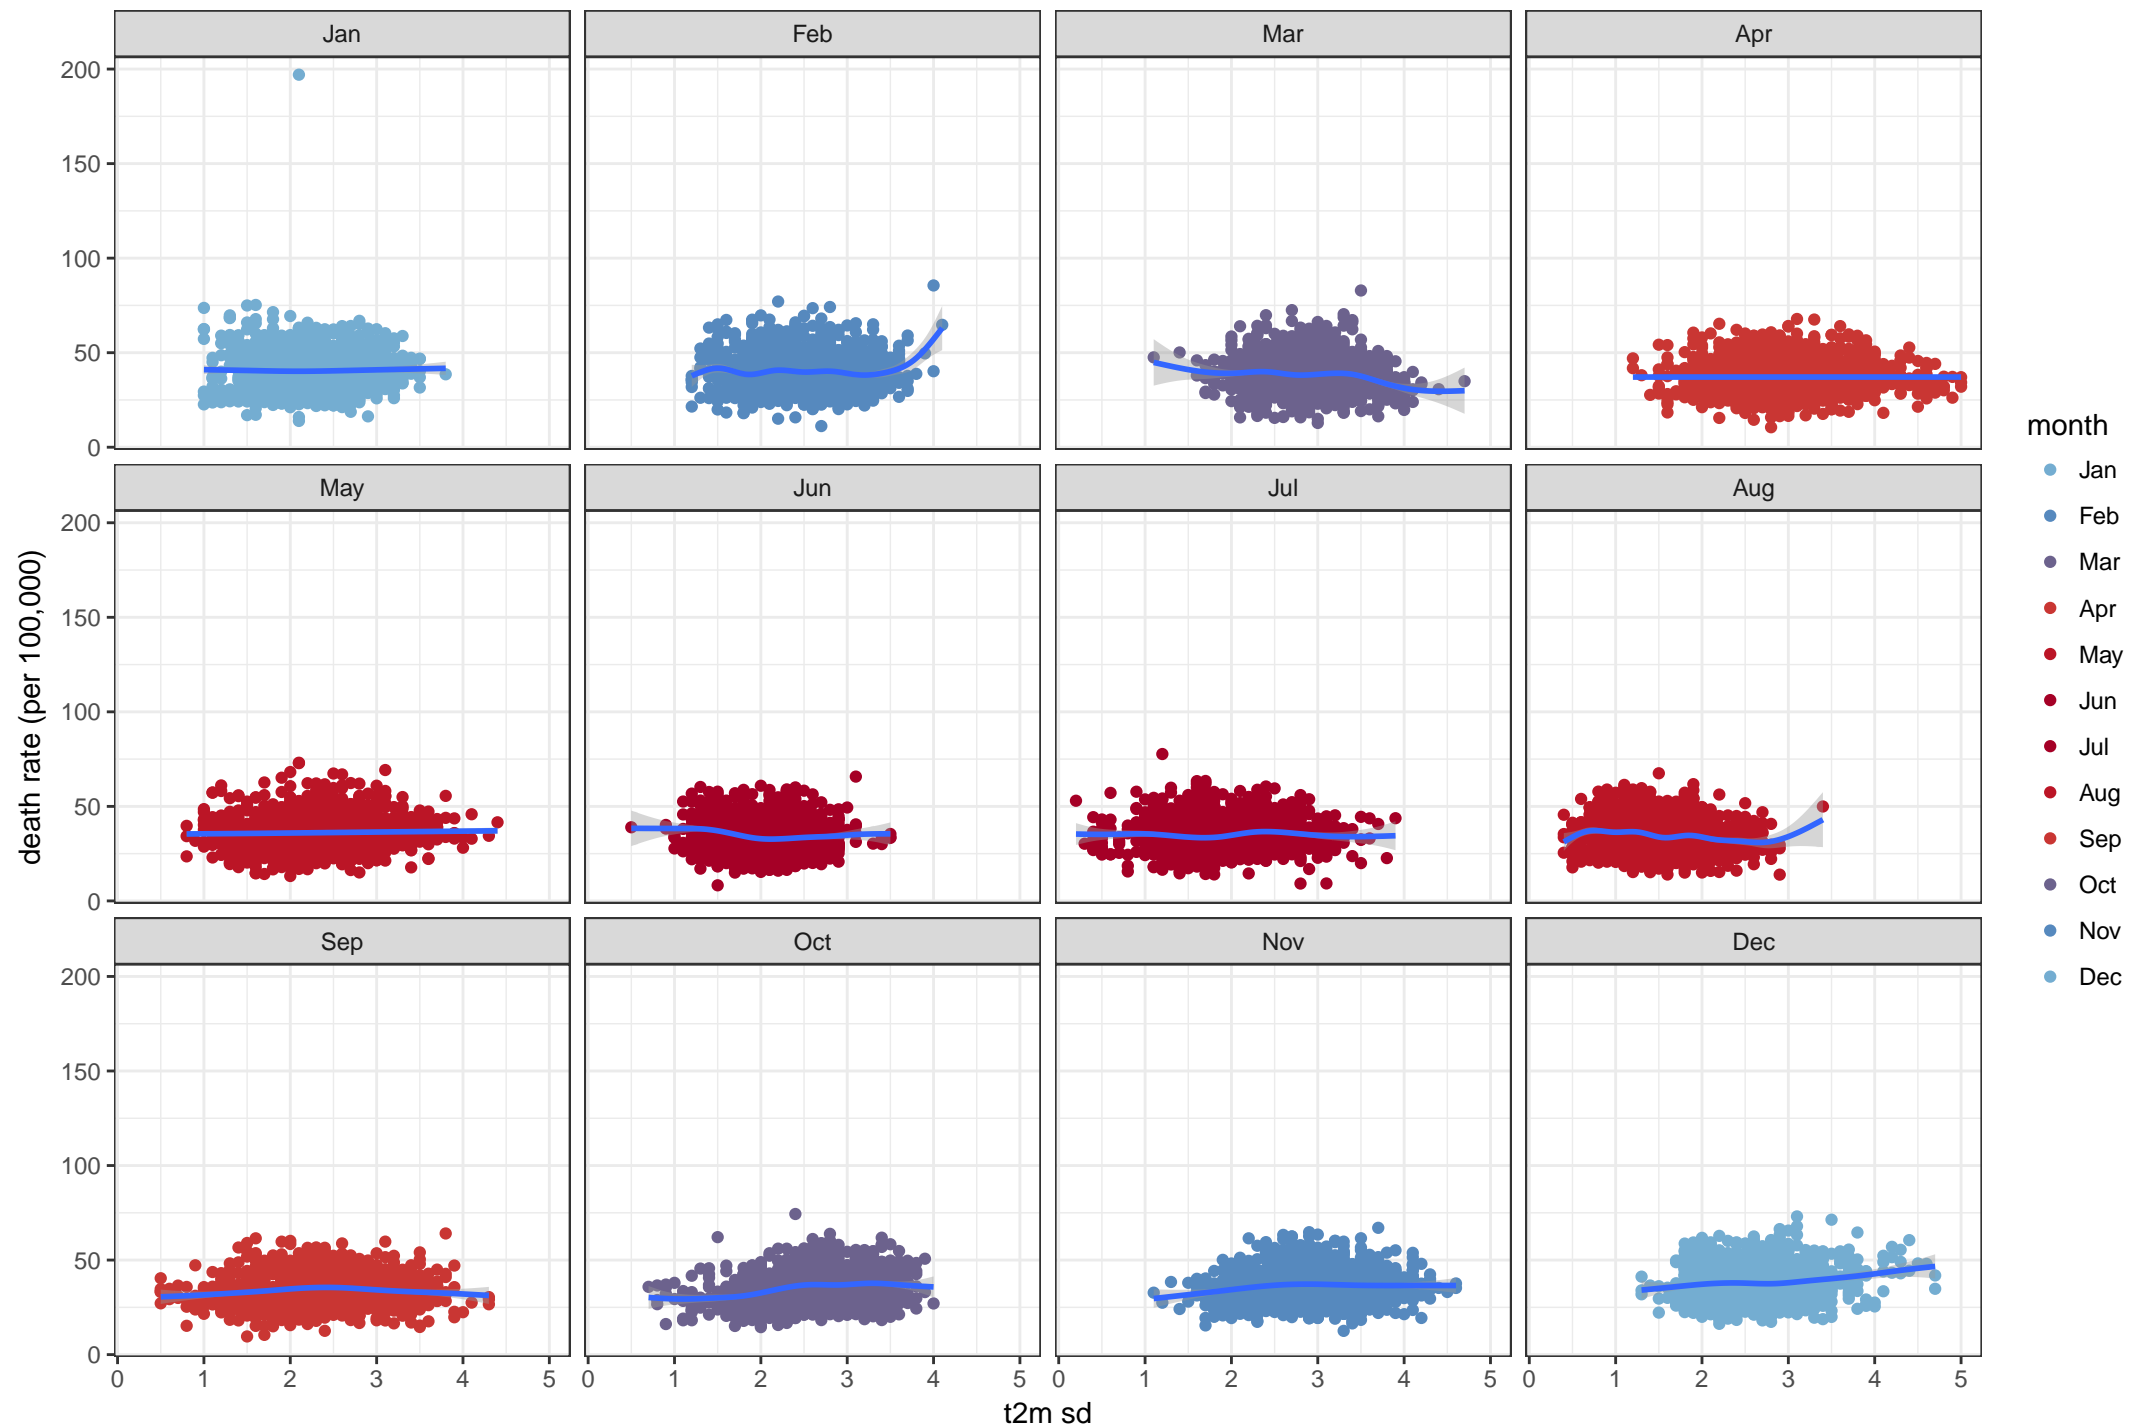 Jan Feb Mar Apr
200
150
100
50
0
May Jun Jul Aug
200
150
100
50
0
Sep Oct Nov Dec
200
150
100
50
0
0 1 2 3 4 5 0 1 2 3 4 5 0 1 2 3 4 5 0 1 2 3 4 5
t2m sd
death rate (per 100,000)
month
Jan
Feb
Mar
Apr
May
Jun
Jul
Aug
Sep
Oct
Nov
Dec